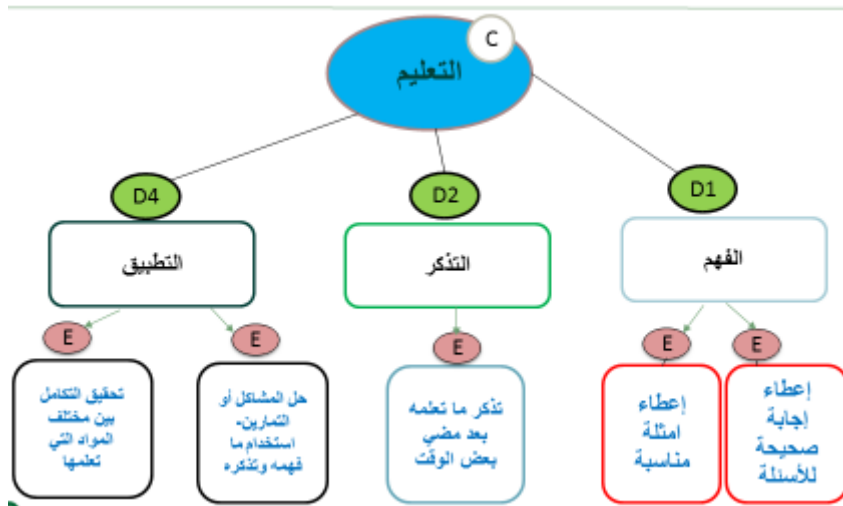 C
التعليم
D1
D2
D4
الفهم
التذكر
التطبيق
E
E
E
E
E
إعطاء
إجابة
صحيحة
للأسئلة
إعطاء
امثلة
مناسبة
تذكر ما تعلمه
بعد مضي
بعض الوقت
حل المشاكل أو
التمارين-
استخدام ما
فهمه وتذكره
تحقيق التكامل
بين مختلف
المواد التي
تعلمها